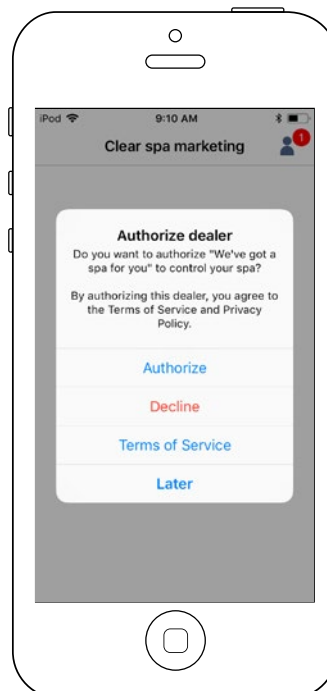 iPod 9:10 AM
Clear spa marketing 1
Authorize dealer
Do you want to authorize "We've got a
spa for you" to control your spa?
By authorizing this dealer, you agree to
the Terms of Service and Privacy
Policy.
Authorize
Decline
Terms of Service
Later